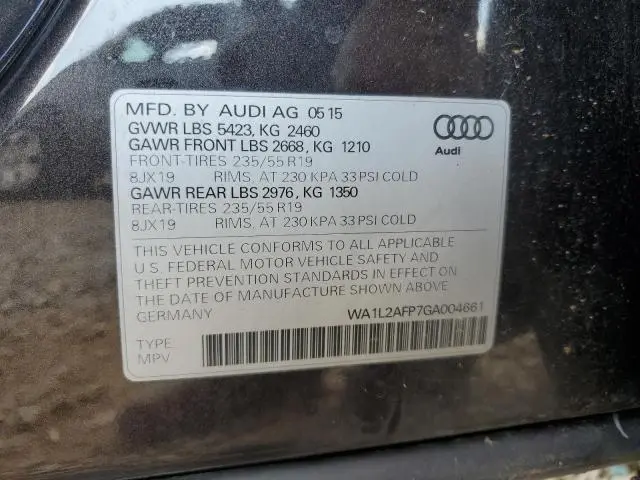 MFD. BY AUDI AG 05 15
GVWR LBS 5423, KG 2460
GAWR FRONT LBS 2668, KG 1210
FRONT-TIRES 235/55 R19
8JX19 RIMS, AT 230 KPA 33 PSI COLD
GAWR REAR LBS 2976, KG 1350
REAR-TIRES 235/55 R19
8JX19 RIMS, AT 230 KPA 33 PSI COLD
Audi
THIS VEHICLE CONFORMS TO ALL APPLICABLE
U.S. FEDERAL MOTOR VEHICLE SAFETY AND
THEFT PREVENTION STANDARDS IN EFFECT ON
THE DATE OF MANUFACTURE SHOWN ABOVE
GERMANY WA1L2AFP7GA004661
TYPE:
MPV